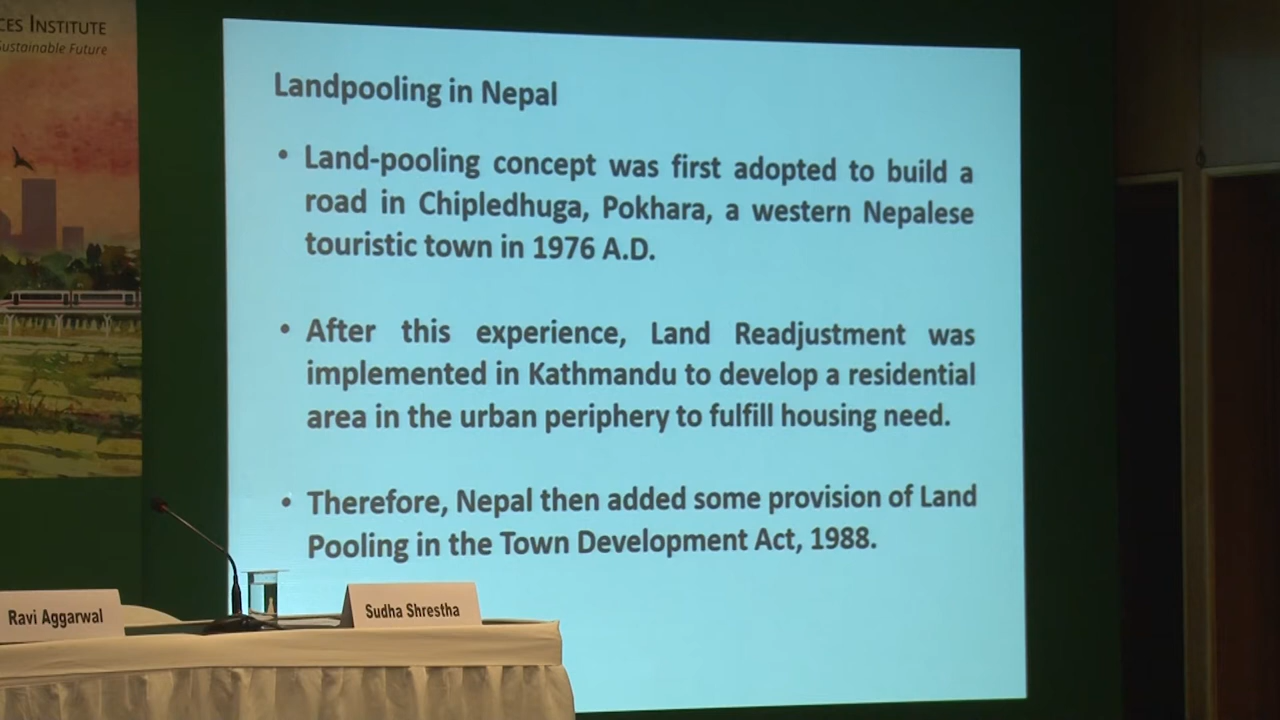 CES INSTITUTE
Sustainable Future
Landpooling in Nepal
• Land-pooling concept was first adopted to build a
road in Chipledhuga, Pokhara, a western Nepalese
touristic town in 1976 A.D.
• After this experience, Land Readjustment was
implemented in Kathmandu to develop a residential
area in the urban periphery to fulfill housing need.
• Therefore, Nepal then added some provision of Land
Pooling in the Town Development Act, 1988.
Ravi Aggarwal
Sudha Shrestha